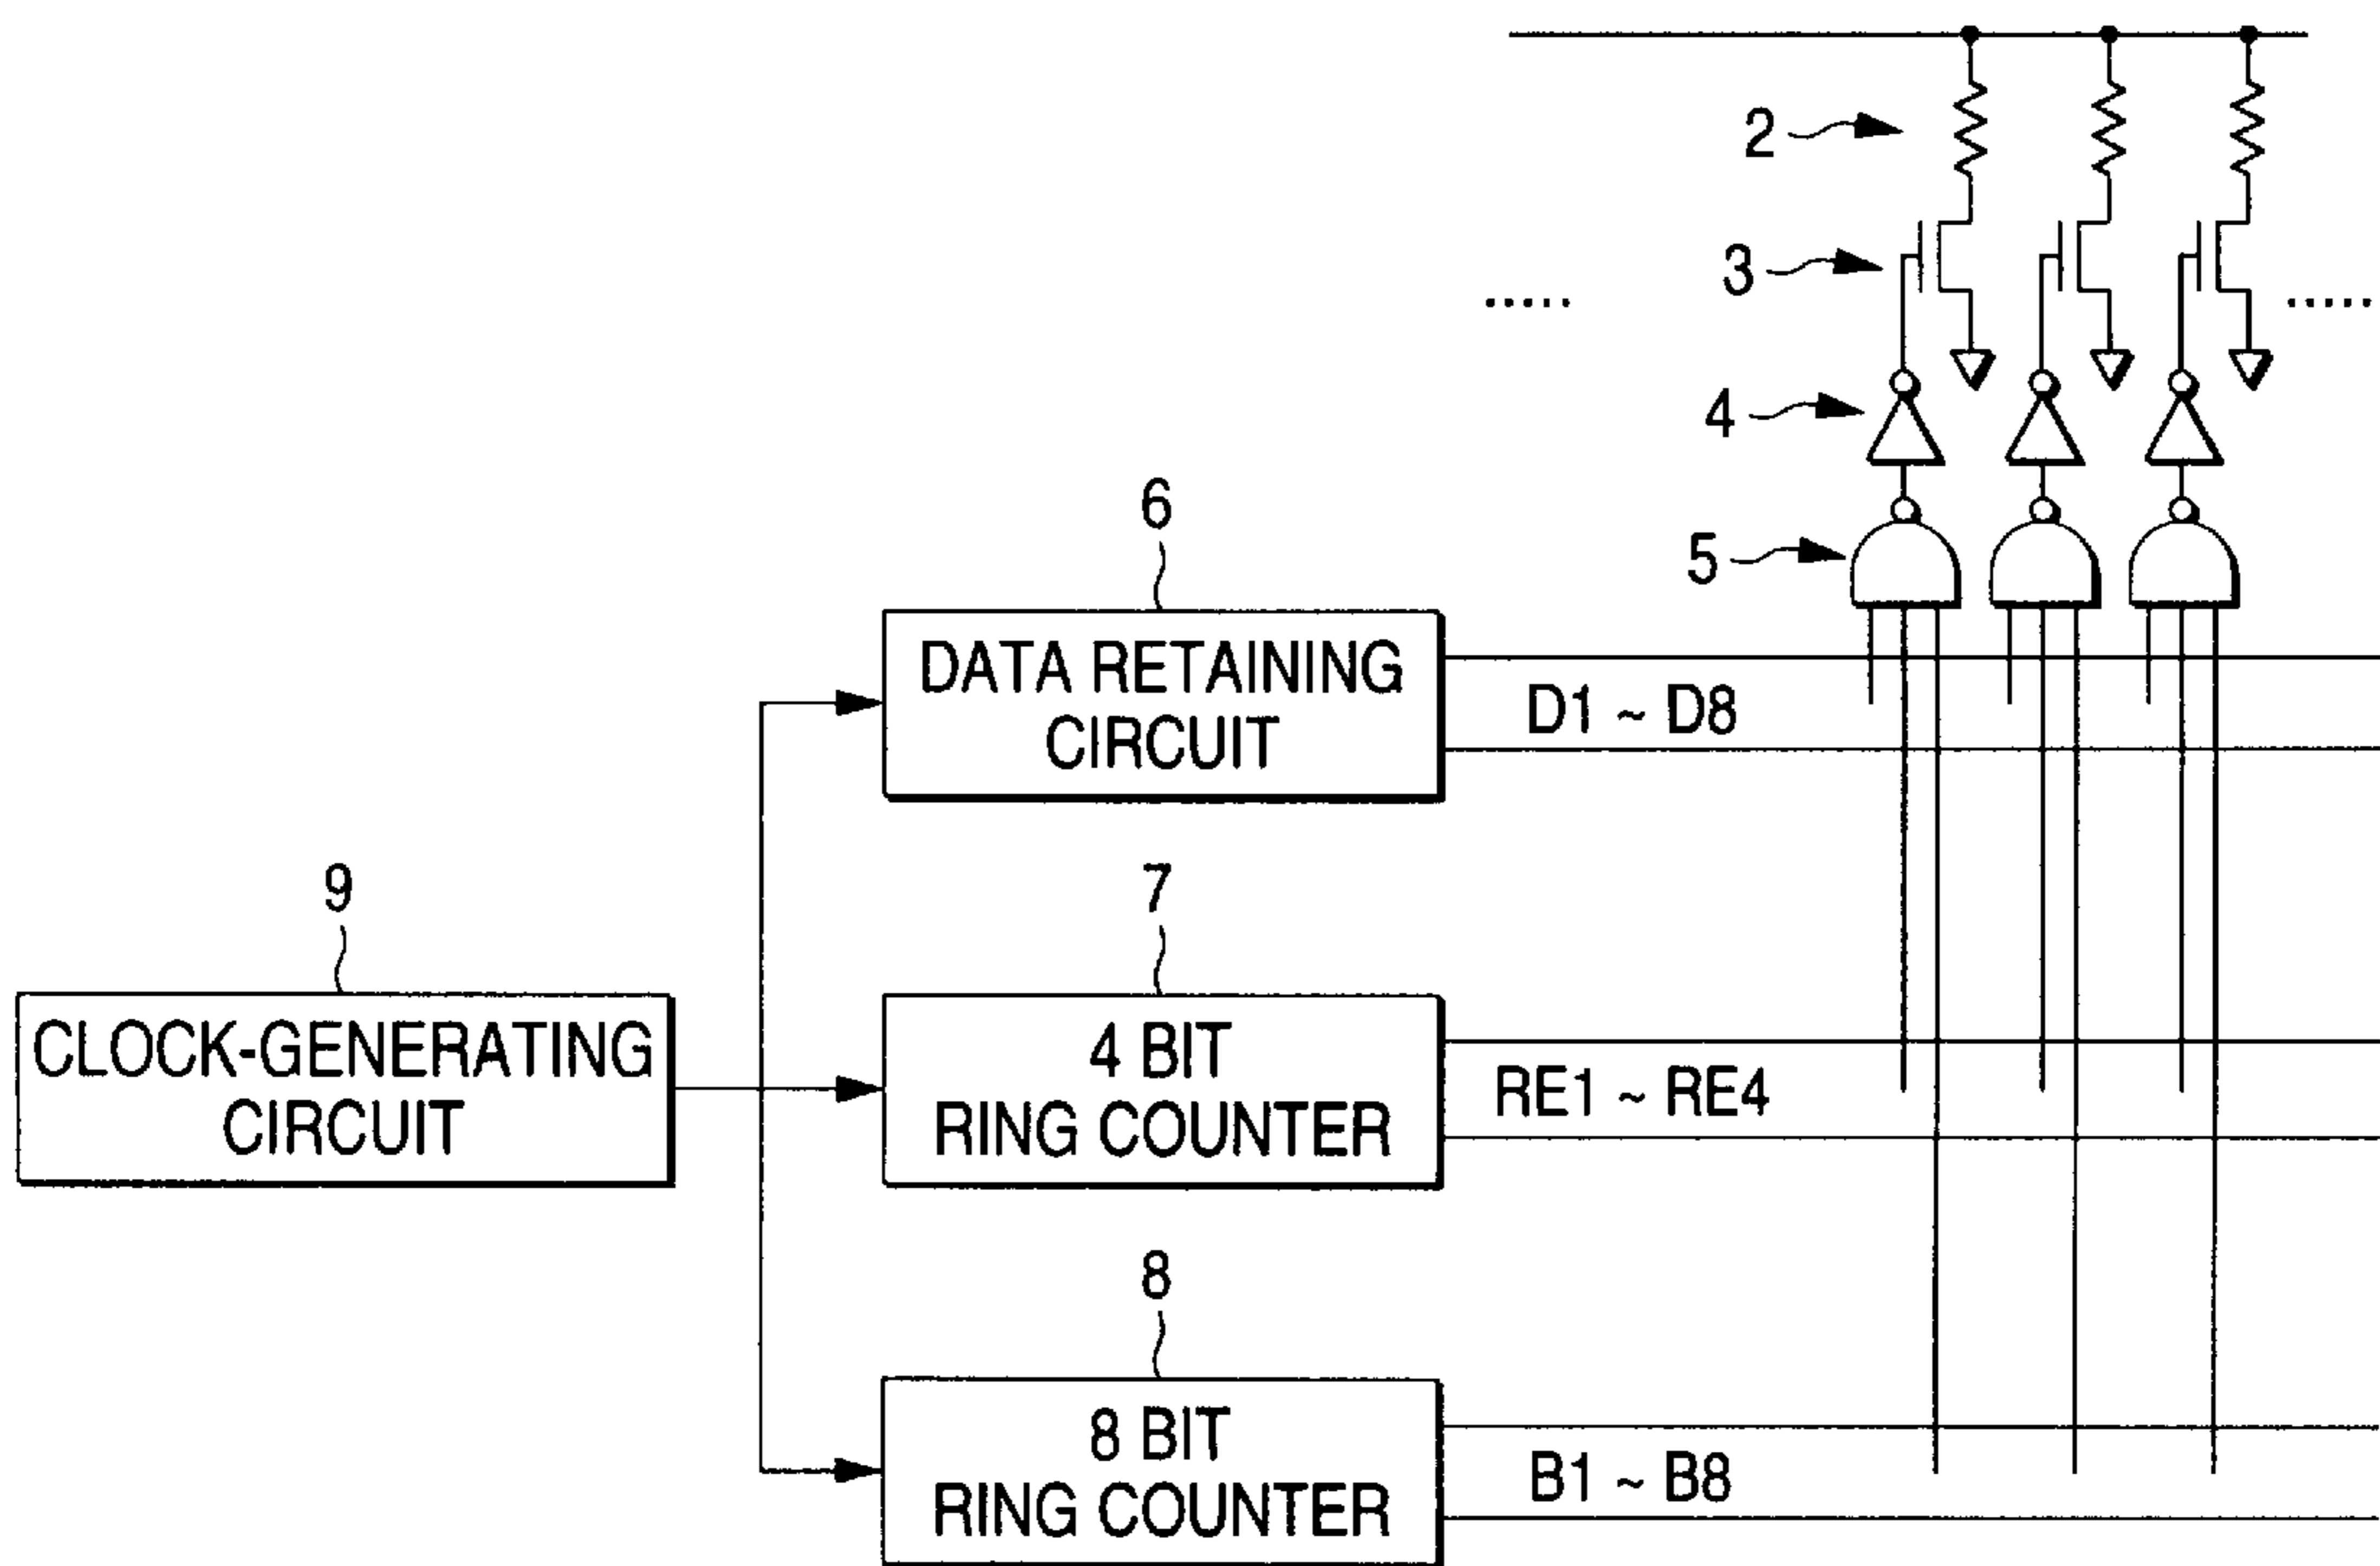 2
3
.....
.....
4
5
6
DATA RETAINING
CIRCUIT
D1 ~ D8
9
CLOCK-GENERATING
CIRCUIT
7
4 BIT
RING COUNTER
RE1 ~ RE4
8
8 BIT
RING COUNTER
B1 ~ B8